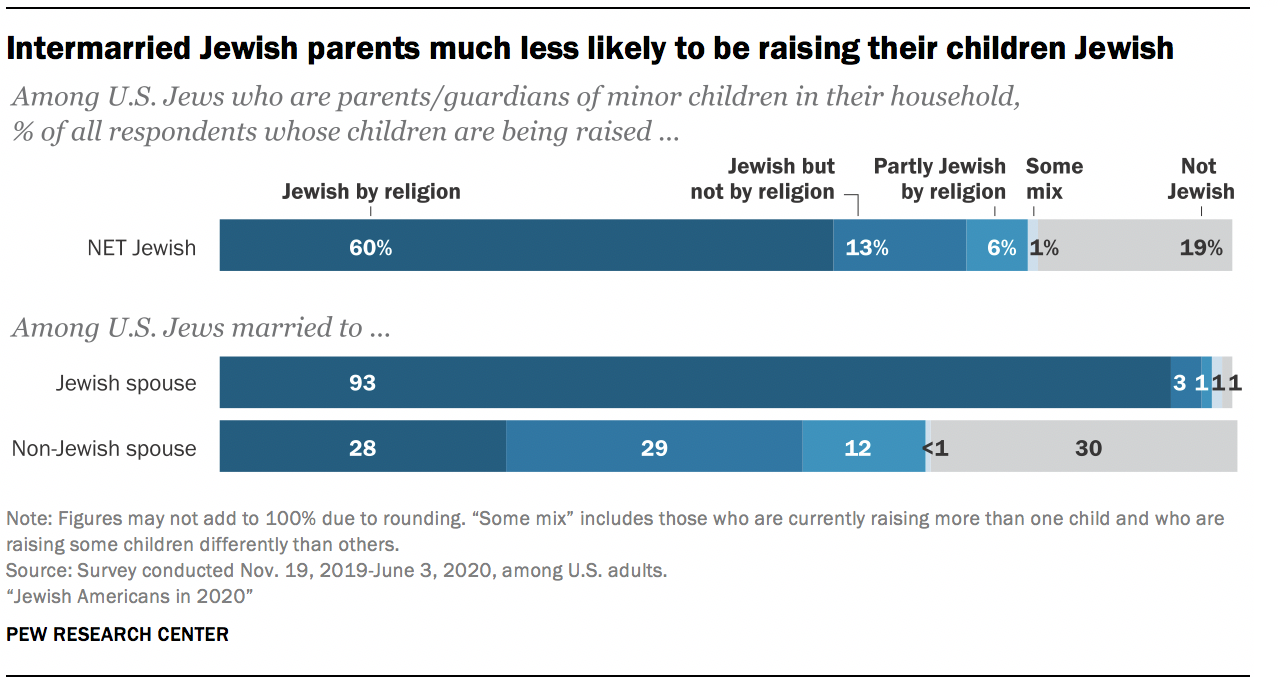 Intermarried Jewish parents much less likely to be raising their children Jewish
Among U.S. Jews who are parents/guardians of minor children in their household,
% of all respondents whose children are being raised ...
Jewish by religion
Jewish but
not by religion
Partly Jewish
by religion
Some
mix
Not
Jewish
NET Jewish 60% 13% 6% 1% 19%
Among U.S. Jews married to ...
Jewish spouse 93 3 1 1 1
Non-Jewish spouse 28 29 12 <1 30
Note: Figures may not add to 100% due to rounding. “Some mix” includes those who are currently raising more than one child and who are
raising some children differently than others.
Source: Survey conducted Nov. 19, 2019-June 3, 2020, among U.S. adults.
“Jewish Americans in 2020”
PEW RESEARCH CENTER